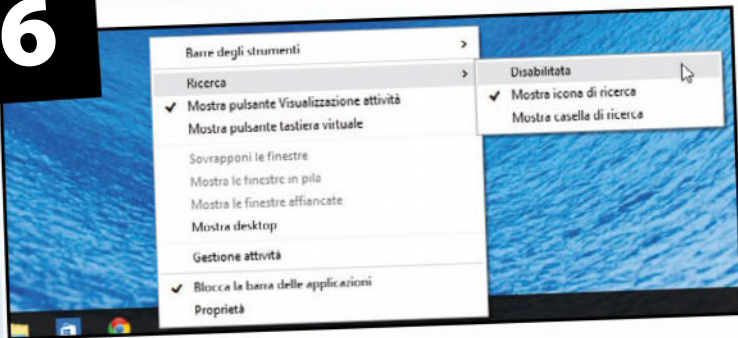 6
Barre degli strumenti
Ricerca
Mostra pulsante Visualizzazione attività
Mostra pulsante tastiera virtuale
Sovrapponi le finestre
Mostra le finestre in pila
Mostra le finestre affiancate
Mostra desktop
Gestione attività
Blocca la barra delle applicazioni
Proprietà
Disabilitata
Mostra icona di ricerca
Mostra casella di ricerca